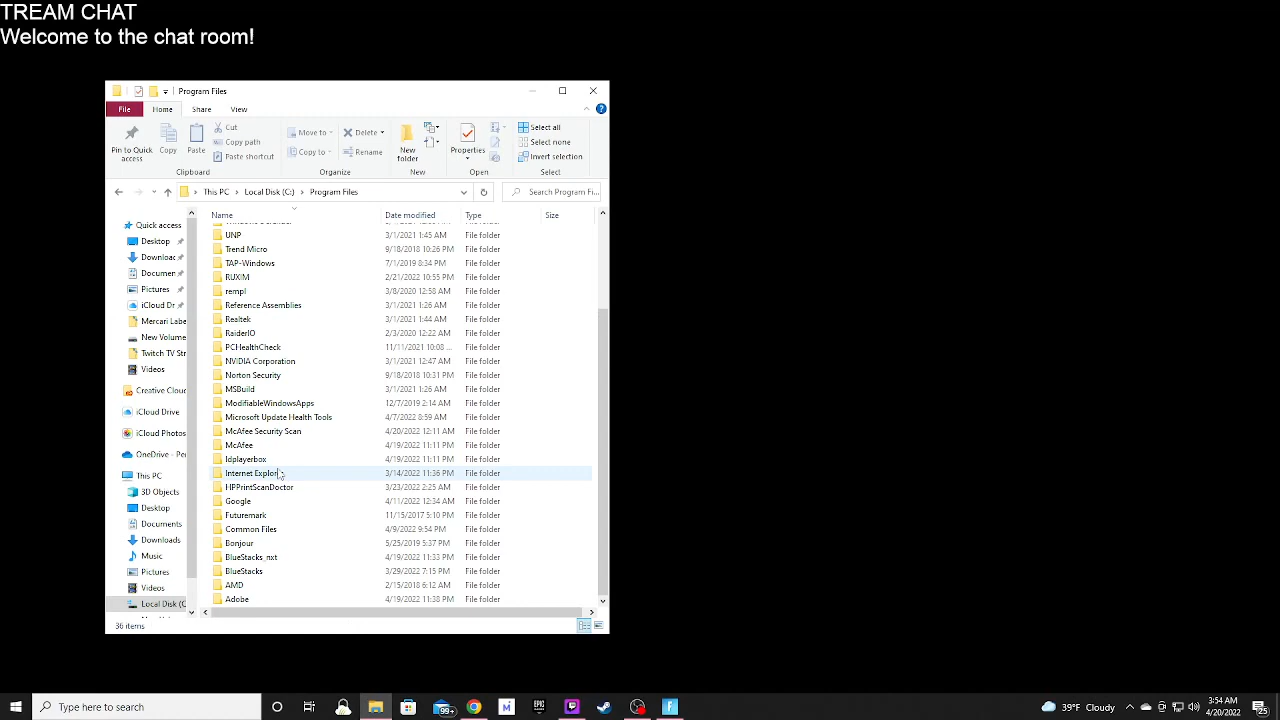 TREAM CHAT
Welcome to the chat room!
Program Files
File Home Share View
Pin to Quick access
Copy
Paste
Cut
Copy path
Paste shortcut
Clipboard
Move to
Copy to
Delete
Rename
Organize
New folder
New
Properties
Open
Select all
Select none
Invert selection
Select
This PC > Local Disk (C:) > Program Files
Search Program Fi...
Name Date modified Type Size
UNP 3/1/2021 1:45 AM File folder
Trend Micro 9/18/2018 10:26 PM File folder
TAP-Windows 7/1/2019 8:34 PM File folder
RUXIM 2/21/2022 10:55 PM File folder
rempl 3/8/2020 12:58 AM File folder
Reference Assemblies 3/1/2021 1:26 AM File folder
Realtek 3/1/2021 1:44 AM File folder
RaiderIO 2/3/2020 12:22 AM File folder
PCHealthCheck 11/11/2021 10:08 ... File folder
NVIDIA Corporation 3/1/2021 12:47 AM File folder
Norton Security 9/18/2018 10:31 PM File folder
MSBuild 3/1/2021 1:26 AM File folder
ModifiableWindowsApps 12/7/2019 2:14 AM File folder
Microsoft Update Health Tools 4/7/2022 8:59 AM File folder
McAfee Security Scan 4/20/2022 12:11 AM File folder
McAfee 4/19/2022 11:11 PM File folder
ldplayerbox 4/19/2022 11:11 PM File folder
Internet Explor 3/14/2022 11:36 PM File folder
HPPrintScanDoctor 3/23/2022 2:25 AM File folder
Google 4/11/2022 12:34 AM File folder
Futuremark 11/15/2017 5:10 PM File folder
Common Files 4/9/2022 9:54 PM File folder
Bonjour 5/25/2019 5:37 PM File folder
BlueStacks_nxt 4/19/2022 11:33 PM File folder
BlueStacks 3/29/2022 7:15 PM File folder
AMD 2/15/2018 6:12 AM File folder
Adobe 4/19/2022 11:38 PM File folder
Quick access
Desktop
Downloac
Documen
Pictures
iCloud Dr
Mercari Labe
New Volume
Twitch TV Str
Videos
Creative Cloud
iCloud Drive
iCloud Photos
OneDrive - Per
This PC
3D Objects
Desktop
Documents
Downloads
Music
Pictures
Videos
Local Disk (C
36 items
Type here to search
99+
EPIC
39°F Cloudy
3:54 AM
4/20/2022